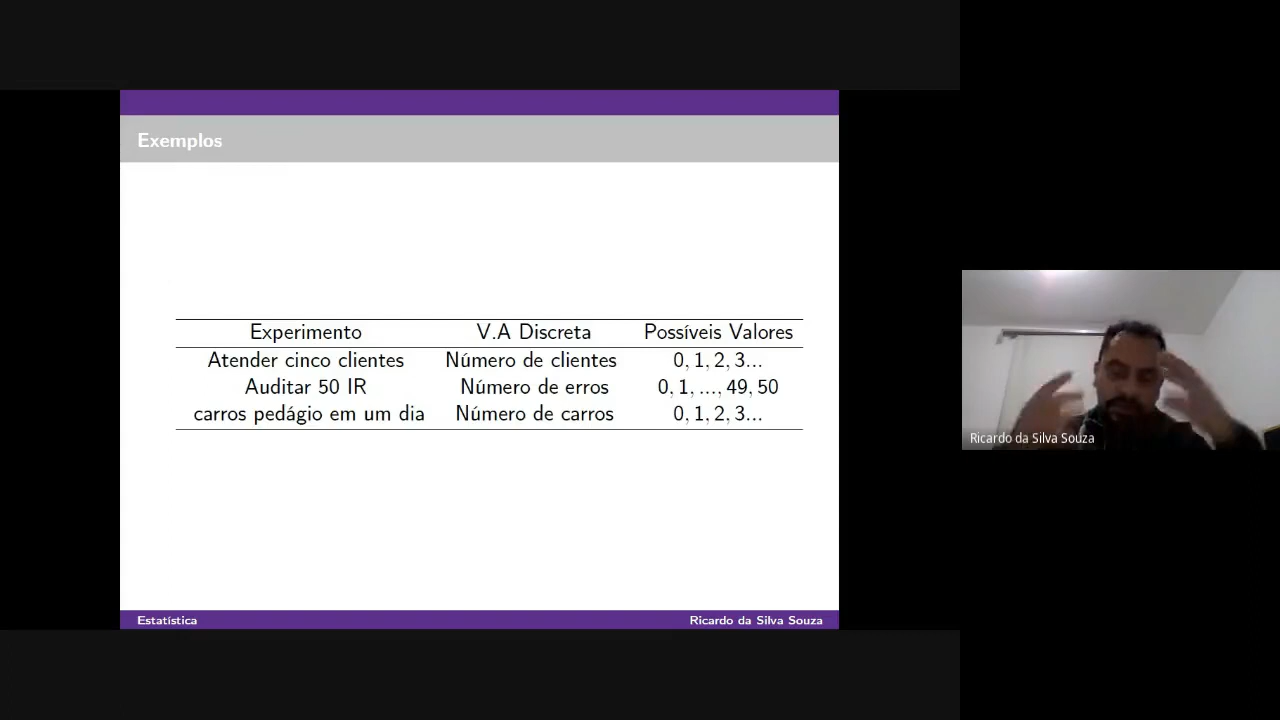 Exemplos
Experimento V.A Discreta Possíveis Valores
Atender cinco clientes Número de clientes 0, 1, 2, 3...
Auditar 50 IR Número de erros 0, 1, ..., 49, 50
carros pedágio em um dia Número de carros 0, 1, 2, 3...
Ricardo da Silva Souza
Estatística Ricardo da Silva Souza